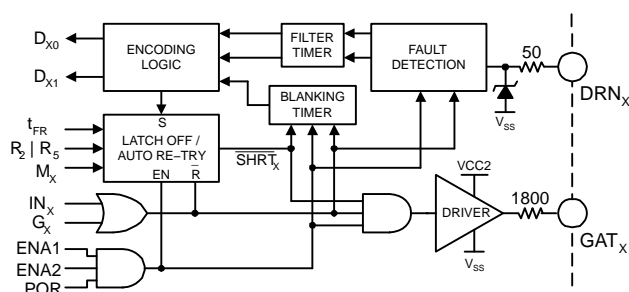 D_X0
D_X1
ENCODING
LOGIC
S
FILTER
TIMER
FAULT
DETECTION
50
DRN_X
V_SS
BLANKING
TIMER
t_FR
R_2 | R_5
M_X
LATCH OFF /
AUTO RE−TRY
EN R̅
S̅H̅R̅T̅_X
IN_X
G_X
ENA1
ENA2
POR
VCC2
DRIVER
V_SS
1800
GAT_X